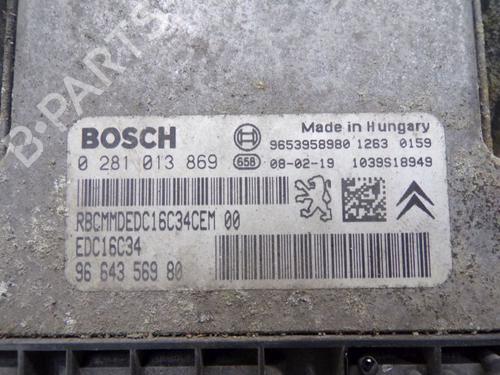 BOSCH
Made in Hungary
9653958980 1263 0159
0 281 013 869 658 08-02-19 1039S18949
RBGMMDEDC16C34CEM 00
EDC16C34
96 643 569 80
B-PARTS